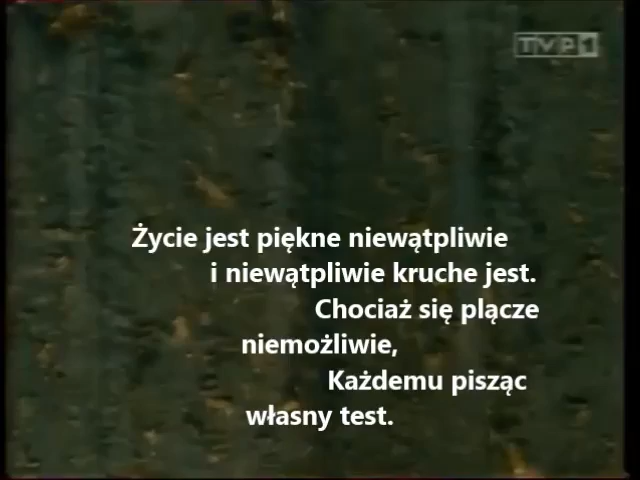 TVP1
Życie jest piękne niewątpliwie
i niewątpliwie kruche jest.
Chociaż się plącze
niemożliwie,
Każdemu pisząc
własny test.